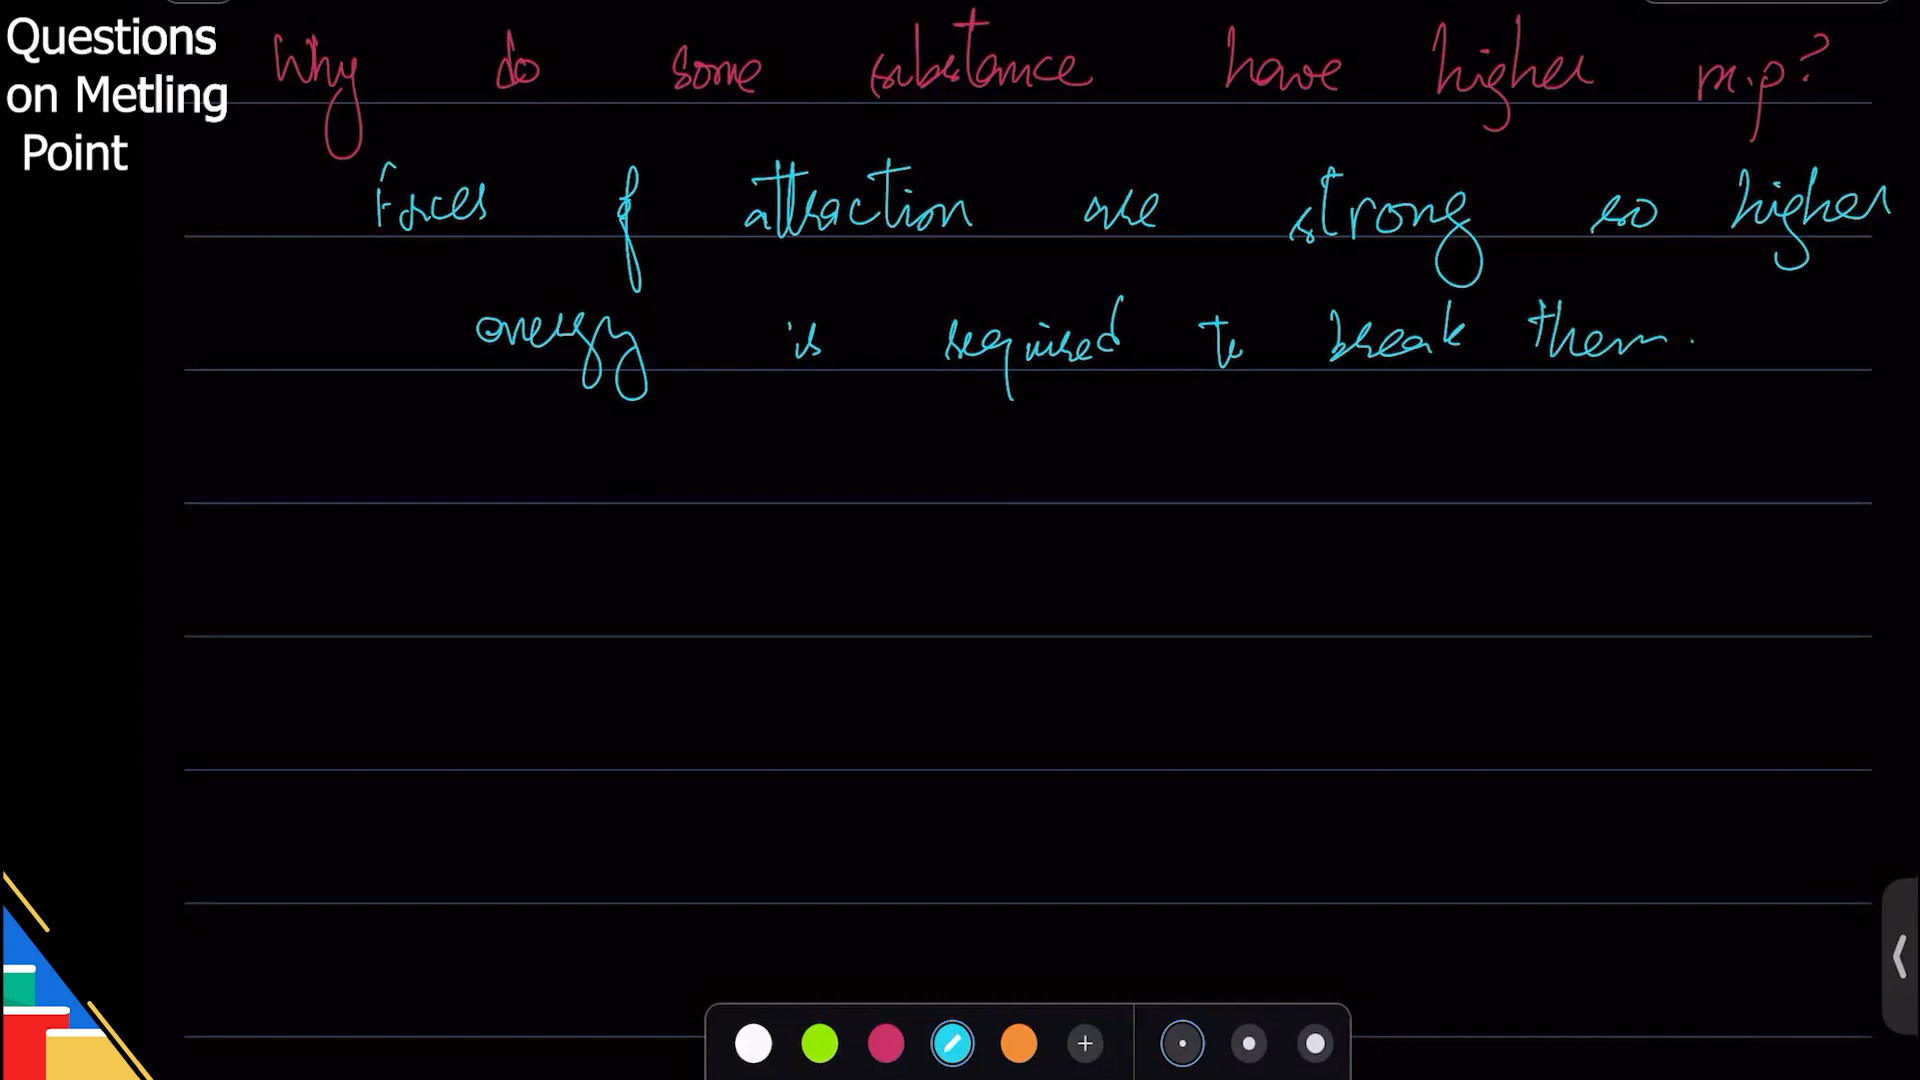 Questions
on Metling
Point
Why do some substance have higher m.p?
Forces of attraction are strong so higher
energy is required to break them.